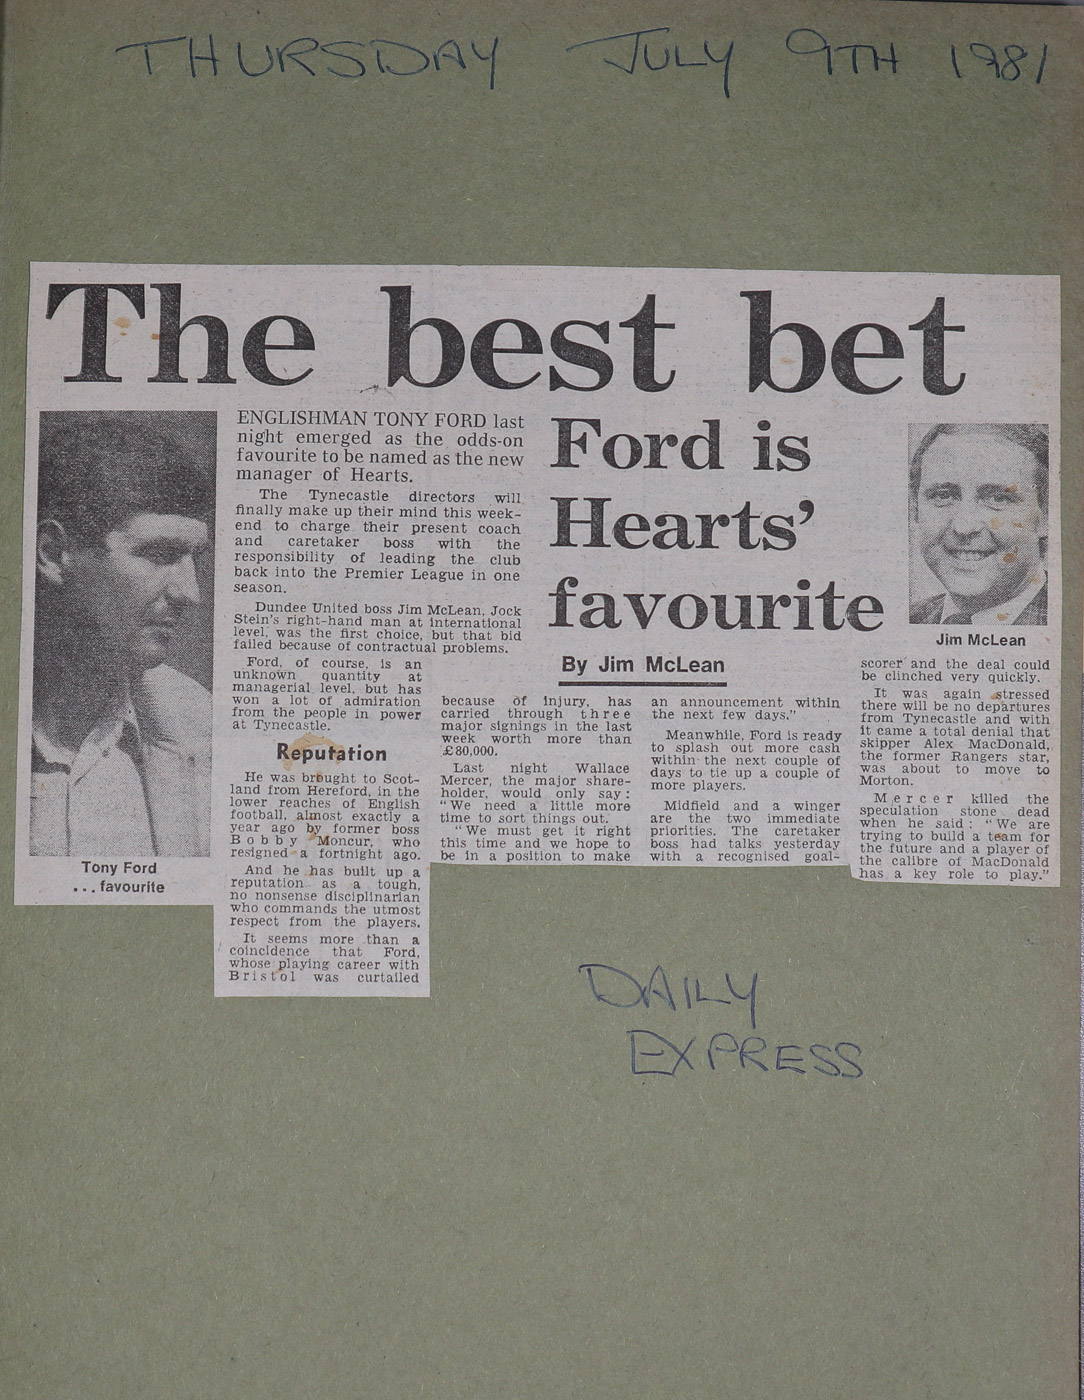 THURSDAY JULY 9TH 1981
The best bet
Ford is
Hearts'
favourite
By Jim McLean
Tony Ford
... favourite
Jim McLean
ENGLISHMAN TONY FORD last
night emerged as the odds-on
favourite to be named as the new
manager of Hearts.
The Tynecastle directors will
finally make up their mind this week-
end to charge their present coach
and caretaker boss with the
responsibility of leading the club
back into the Premier League in one
season.
Dundee United boss Jim McLean, Jock
Stein's right-hand man at international
level, was the first choice, but that bid
failed because of contractual problems.
Ford, of course, is an
unknown quantity at
managerial level, but has
won a lot of admiration
from the people in power
at Tynecastle.
Reputation
He was brought to Scot-
land from Hereford, in the
lower reaches of English
football, almost exactly a
year ago by former boss
Bobby Moncur, who
resigned a fortnight ago.
And he has built up a
reputation as a tough,
no nonsense disciplinarian
who commands the utmost
respect from the players.
It seems more than a
coincidence that Ford,
whose playing career with
Bristol was curtailed
because of injury, has
carried through three
major signings in the last
week worth more than
£80,000.
Last night Wallace
Mercer, the major share-
holder, would only say:
"We need a little more
time to sort things out.
"We must get it right
this time and we hope to
be in a position to make
an announcement within
the next few days."
Meanwhile, Ford is ready
to splash out more cash
within the next couple of
days to tie up a couple of
more players.
Midfield and a winger
are the two immediate
priorities. The caretaker
boss had talks yesterday
with a recognised goal-
scorer and the deal could
be clinched very quickly.
It was again stressed
there will be no departures
from Tynecastle and with
it came a total denial that
skipper Alex MacDonald,
the former Rangers star,
was about to move to
Morton.
Mercer killed the
speculation stone dead
when he said: "We are
trying to build a team for
the future and a player of
the calibre of MacDonald
has a key role to play."
DAILY
EXPRESS